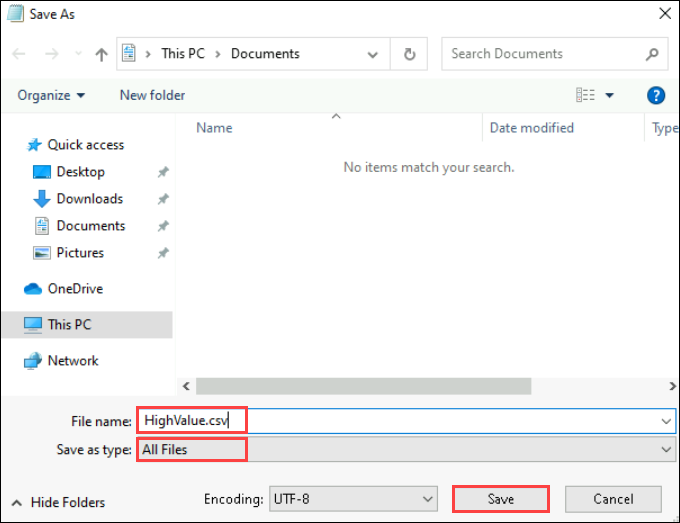 Save As
This PC
Documents
Search Documents
Organize
New folder
?
Name
Date modified
Type
Quick access
No items match your search.
Desktop
Downloads
Documents
Pictures
OneDrive
This PC
Network
File name: HighValue.csv
Save as type: All Files
Hide Folders
Encoding: UTF-8
Save
Cancel